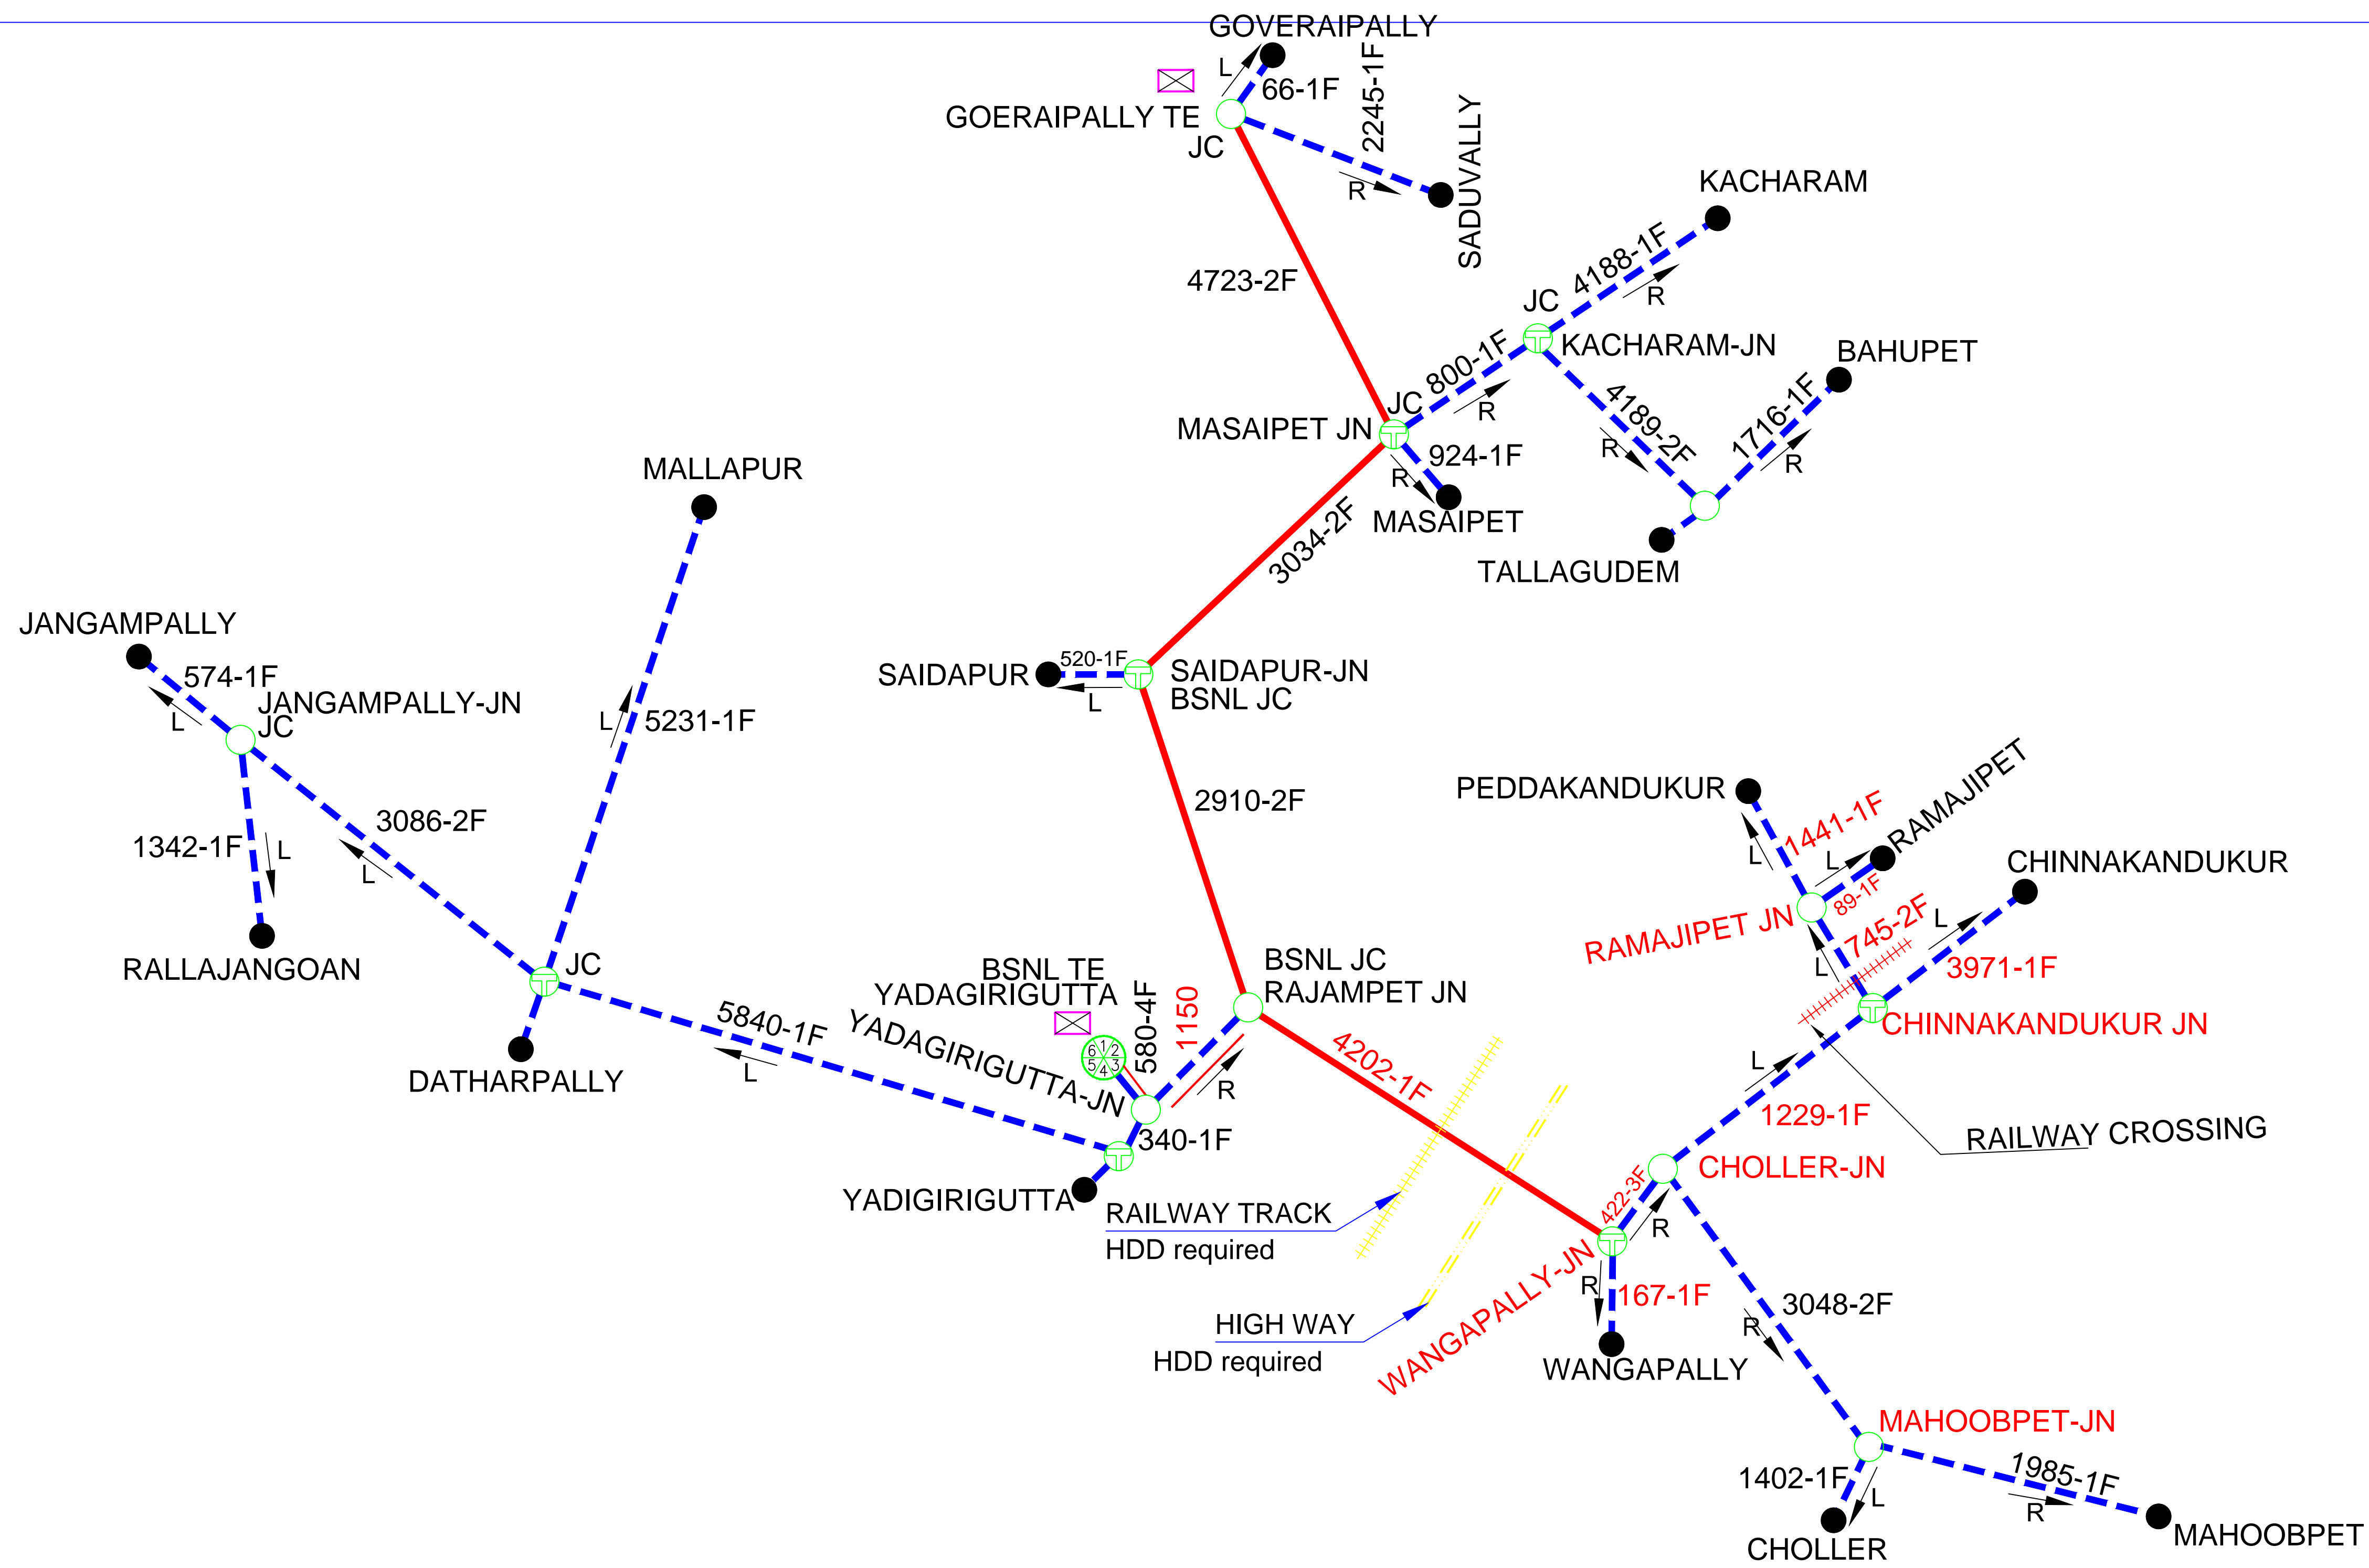 GOVERAIPALLY
L
66-1F
2245-1F
GOERAIPALLY TE
JC
R
SADUVALLY
KACHARAM
4723-2F
4188-1F
R
JC
KACHARAM-JN
800-1F
BAHUPET
JC
R
MASAIPET JN
4189-2F
1716-1F
924-1F
R
R
R
MASAIPET
TALLAGUDEM
MALLAPUR
3034-2F
JANGAMPALLY
574-1F
L
JANGAMPALLY-JN
JC
L
5231-1F
SAIDAPUR
520-1F
L
SAIDAPUR-JN
BSNL JC
1342-1F
L
3086-2F
L
2910-2F
RALLAJANGOAN
PEDDAKANDUKUR
1441-1F
L
L
RAMAJIPET
89-1F
CHINNAKANDUKUR
RAMAJIPET JN
745-2F
L
L
3971-1F
CHINNAKANDUKUR JN
JC
DATHARPALLY
5840-1F
L
BSNL TE
YADAGIRIGUTTA
1
2
3
4
5
6
580-4F
1150
BSNL JC
RAJAMPET JN
YADAGIRIGUTTA-JN
R
340-1F
YADIGIRIGUTTA
4202-1F
L
1229-1F
RAILWAY CROSSING
CHOLLER-JN
RAILWAY TRACK
HDD required
422-3F
R
HIGH WAY
HDD required
WANGAPALLY-JN
R
167-1F
WANGAPALLY
3048-2F
R
MAHOOBPET-JN
1402-1F
L
1985-1F
R
CHOLLER
MAHOOBPET
T
T
T
T
T
T
T